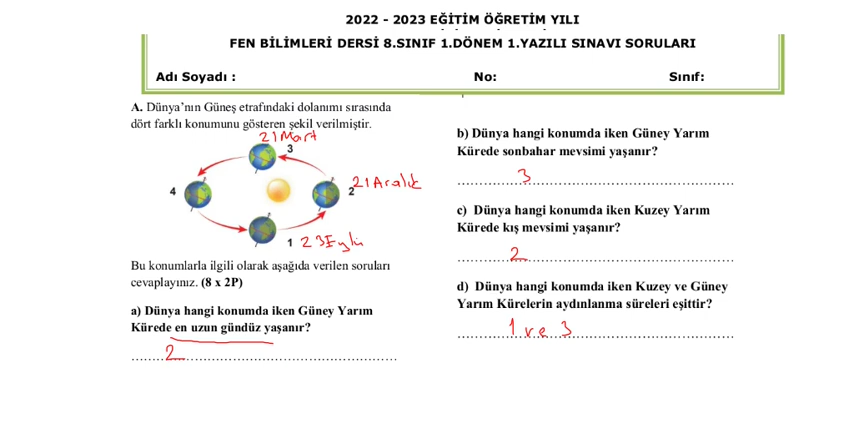 2022 - 2023 EĞİTİM ÖĞRETİM YILI
FEN BİLİMLERİ DERSİ 8.SINIF 1.DÖNEM 1.YAZILI SINAVI SORULARI
Adı Soyadı : No: Sınıf:
A. Dünya'nın Güneş etrafındaki dolanımı sırasında
dört farklı konumunu gösteren şekil verilmiştir.
21 Mart
3
21 Aralık
2
4
1 23 Eylül
Bu konumlarla ilgili olarak aşağıda verilen soruları
cevaplayınız. (8 x 2P)
a) Dünya hangi konumda iken Güney Yarım
Kürede en uzun gündüz yaşanır?
2
b) Dünya hangi konumda iken Güney Yarım
Kürede sonbahar mevsimi yaşanır?
3
c) Dünya hangi konumda iken Kuzey Yarım
Kürede kış mevsimi yaşanır?
2
d) Dünya hangi konumda iken Kuzey ve Güney
Yarım Kürelerin aydınlanma süreleri eşittir?
1 ve 3